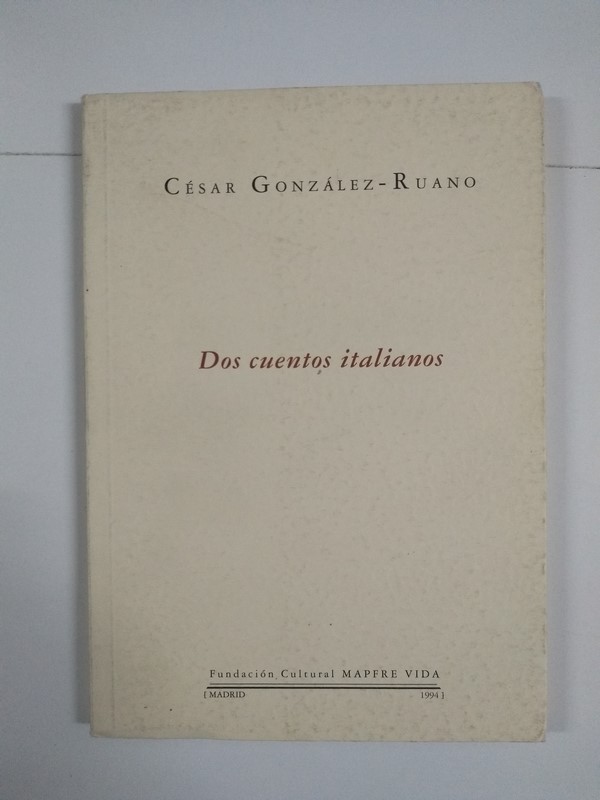 César González-Ruano
Dos cuentos italianos
Fundación Cultural MAPFRE VIDA
[ MADRID 1994 ]